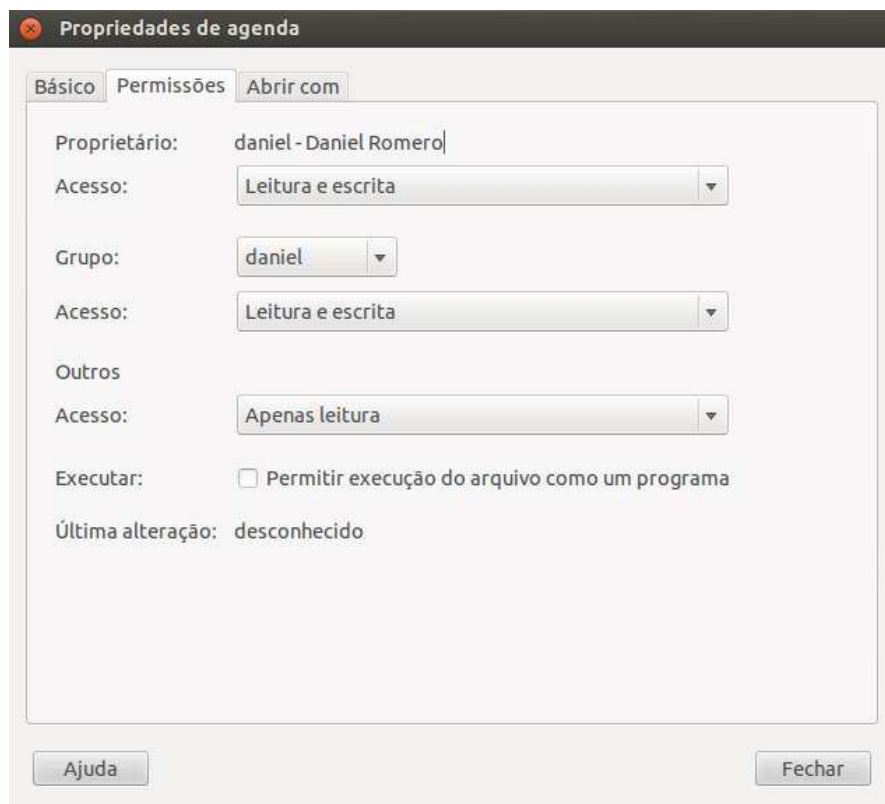 Propriedades de agenda
Básico Permissões Abrir com
Proprietário: daniel - Daniel Romero
Acesso: Leitura e escrita
Grupo: daniel
Acesso: Leitura e escrita
Outros
Acesso: Apenas leitura
Executar: Permitir execução do arquivo como um programa
Última alteração: desconhecido
Ajuda Fechar